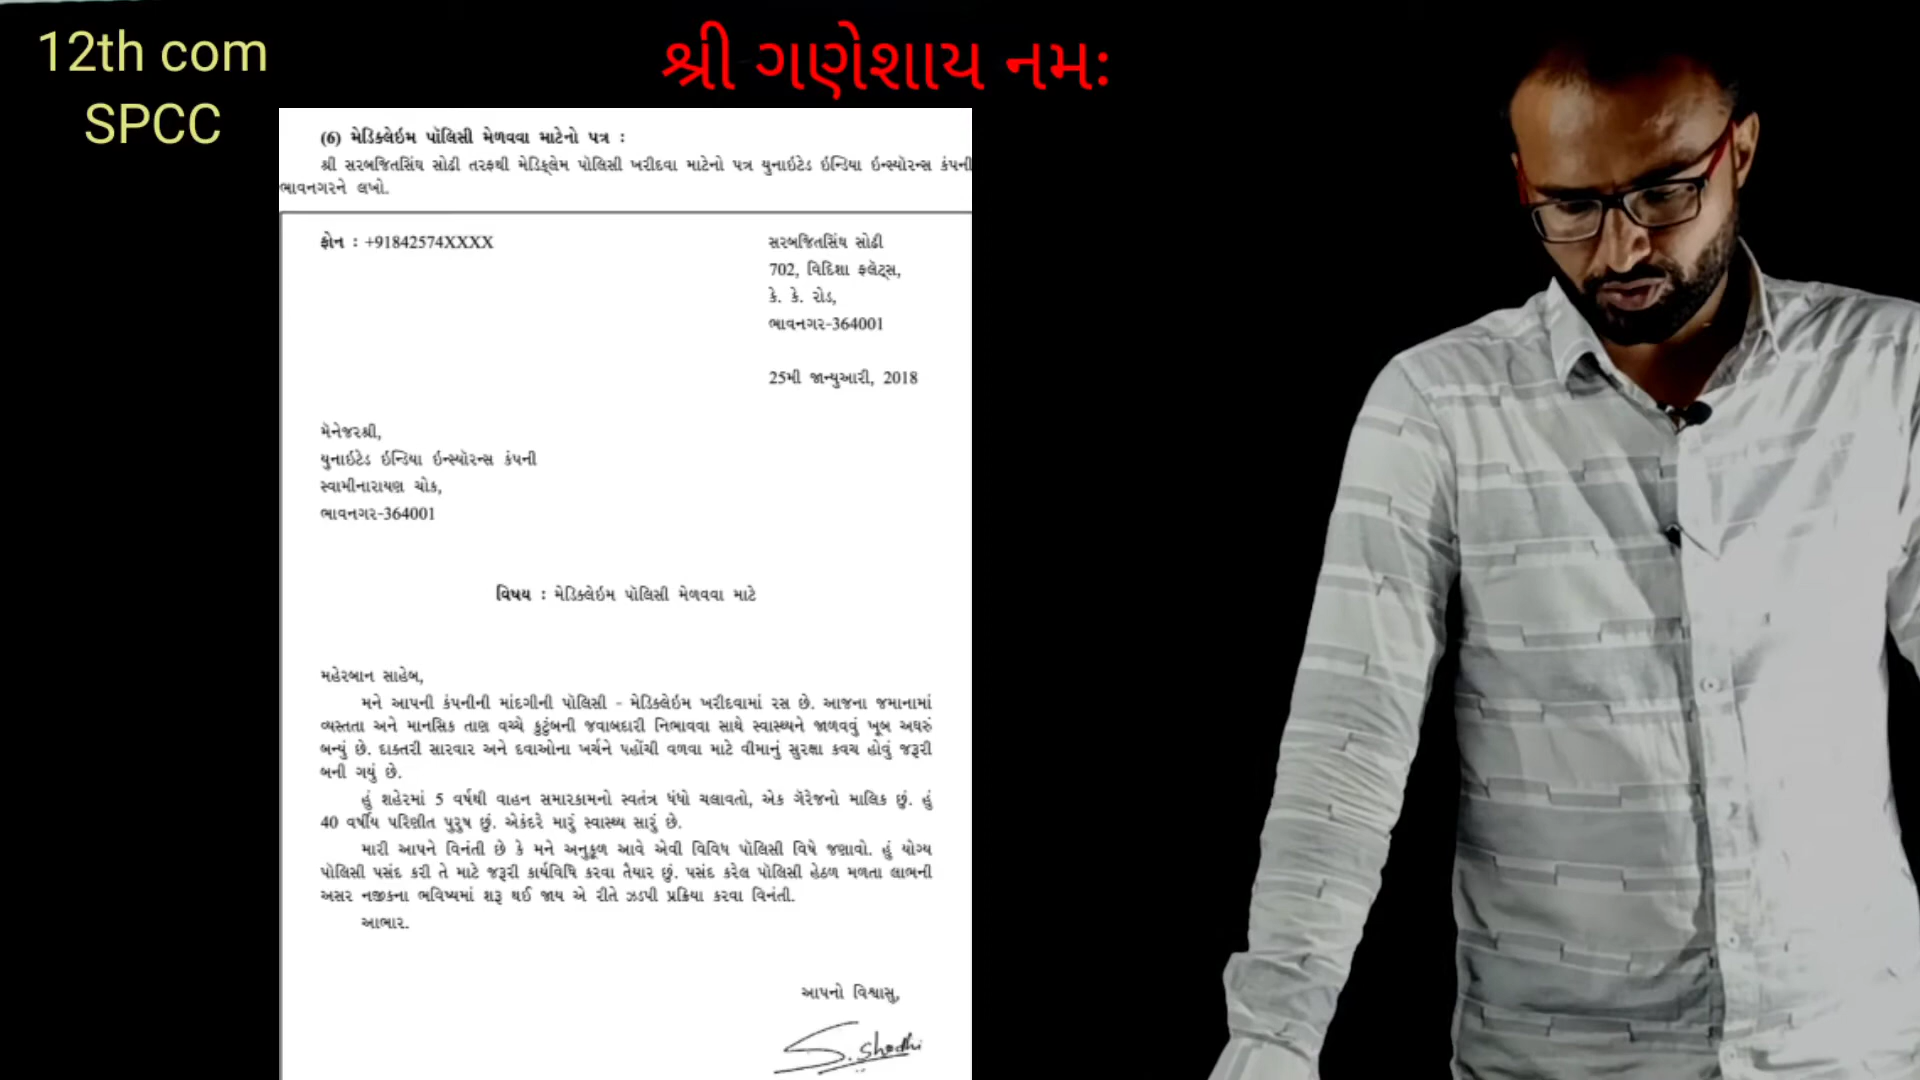 12th com
SPCC
શ્રી ગણેશાય નમઃ
(6) મેડિક્લેઇમ પૉલિસી મેળવવા માટેનો પત્ર :
શ્રી સરબજિતસિંઘ સોઢી તરફથી મેડિક્લેમ પૉલિસી ખરીદવા માટેનો પત્ર યુનાઇટેડ ઇન્ડિયા ઇન્સ્યૉરન્સ કંપની
ભાવનગરને લખો.
ફોન : +91842574XXXX
સરબજિતસિંઘ સોઢી
702, વિદિશા ફ્લૅટ્સ,
કે. કે. રોડ,
ભાવનગર-364001
25મી જાન્યુઆરી, 2018
મૅનેજરશ્રી,
યુનાઇટેડ ઇન્ડિયા ઇન્સ્યૉરન્સ કંપની
સ્વામીનારાયણ ચોક,
ભાવનગર-364001
વિષય : મેડિક્લેઇમ પૉલિસી મેળવવા માટે
મહેરબાન સાહેબ,
મને આપની કંપનીની માંદગીની પૉલિસી - મેડિક્લેઇમ ખરીદવામાં રસ છે. આજના જમાનામાં
વ્યસ્તતા અને માનસિક તાણ વચ્ચે કુટુંબની જવાબદારી નિભાવવા સાથે સ્વાસ્થ્યને જાળવવું ખૂબ અઘરું
બન્યું છે. દાક્તરી સારવાર અને દવાઓના ખર્ચને પહોંચી વળવા માટે વીમાનું સુરક્ષા કવચ હોવું જરૂરી
બની ગયું છે.
હું શહેરમાં 5 વર્ષથી વાહન સમારકામનો સ્વતંત્ર ધંધો ચલાવતો, એક ગૅરેજનો માલિક છું. હું
40 વર્ષીય પરિણીત પુરુષ છું. એકંદરે મારું સ્વાસ્થ્ય સારું છે.
મારી આપને વિનંતી છે કે મને અનુકૂળ આવે એવી વિવિધ પૉલિસી વિષે જણાવો. હું યોગ્ય
પૉલિસી પસંદ કરી તે માટે જરૂરી કાર્યવિધિ કરવા તૈયાર છું. પસંદ કરેલ પૉલિસી હેઠળ મળતા લાભની
અસર નજીકના ભવિષ્યમાં શરૂ થઈ જાય એ રીતે ઝડપી પ્રક્રિયા કરવા વિનંતી.
આભાર.
આપનો વિશ્વાસુ,
S.shodhi